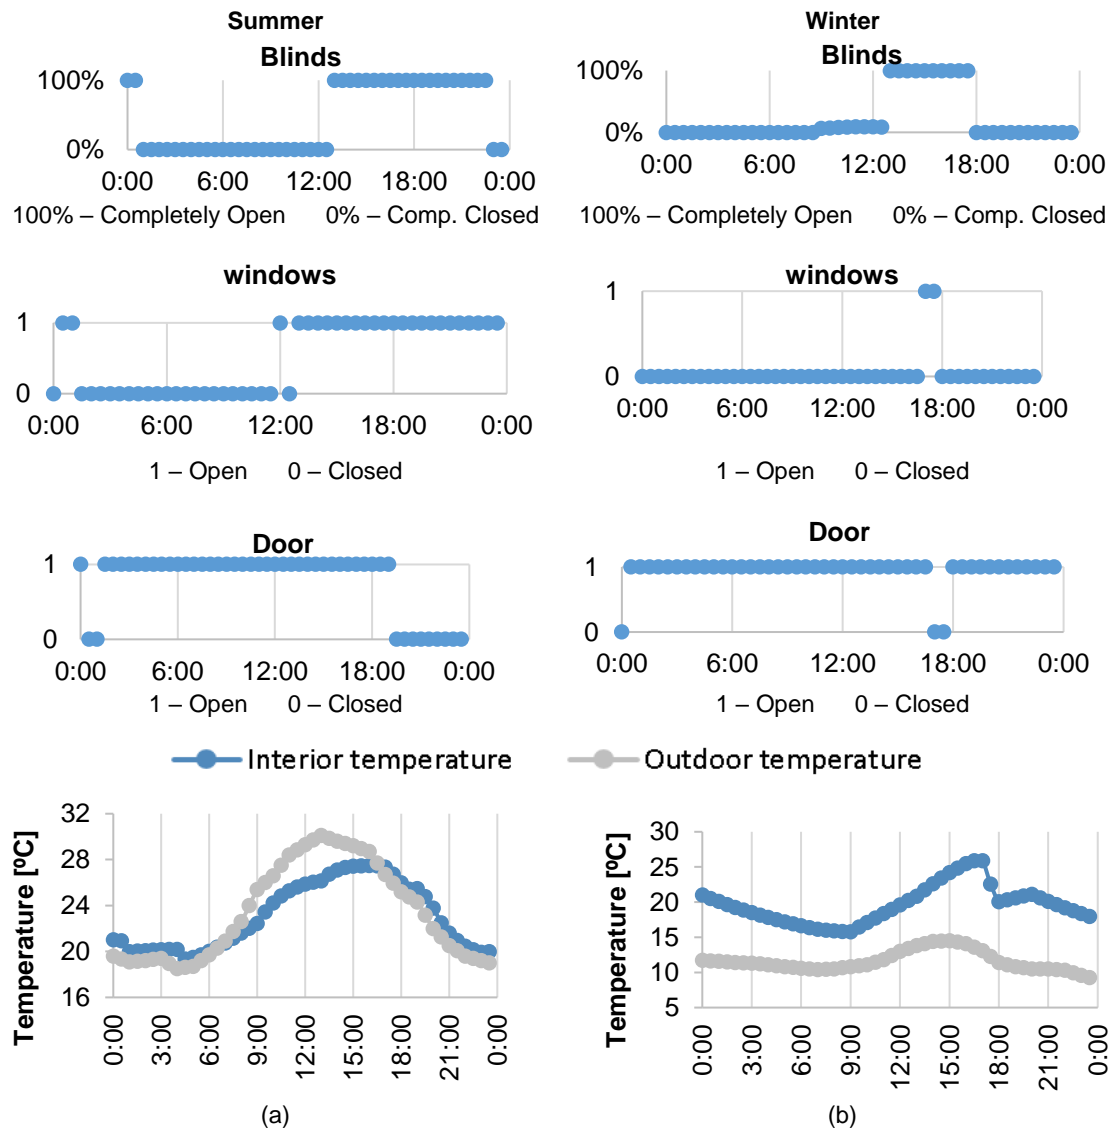 Summer
Winter
Blinds
100%
0%
0:00 6:00 12:00 18:00 0:00
100% – Completely Open 0% – Comp. Closed
Blinds
100%
0%
0:00 6:00 12:00 18:00 0:00
100% – Completely Open 0% – Comp. Closed
windows
1
0
0:00 6:00 12:00 18:00 0:00
1 – Open 0 – Closed
windows
1
0
0:00 6:00 12:00 18:00 0:00
1 – Open 0 – Closed
Door
1
0
0:00 6:00 12:00 18:00 0:00
1 – Open 0 – Closed
Door
1
0
0:00 6:00 12:00 18:00 0:00
1 – Open 0 – Closed
Interior temperature Outdoor temperature
Temperature [ºC]
32
28
24
20
16
0:00 3:00 6:00 9:00 12:00 15:00 18:00 21:00 0:00
(a)
Temperature [ºC]
30
25
20
15
10
5
0:00 3:00 6:00 9:00 12:00 15:00 18:00 21:00 0:00
(b)